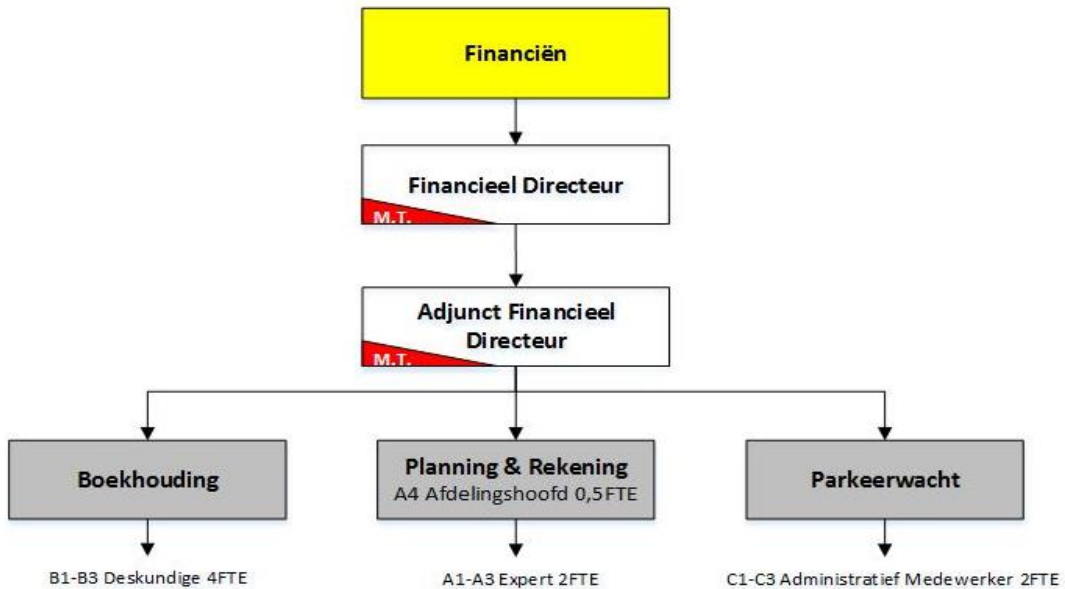 Financiën
Financieel Directeur
M.T.
Adjunct Financieel
Directeur
M.T.
Boekhouding
Planning & Rekening
A4 Afdelingshoofd 0,5FTE
Parkeerwacht
B1-B3 Deskundige 4FTE
A1-A3 Expert 2FTE
C1-C3 Administratief Medewerker 2FTE